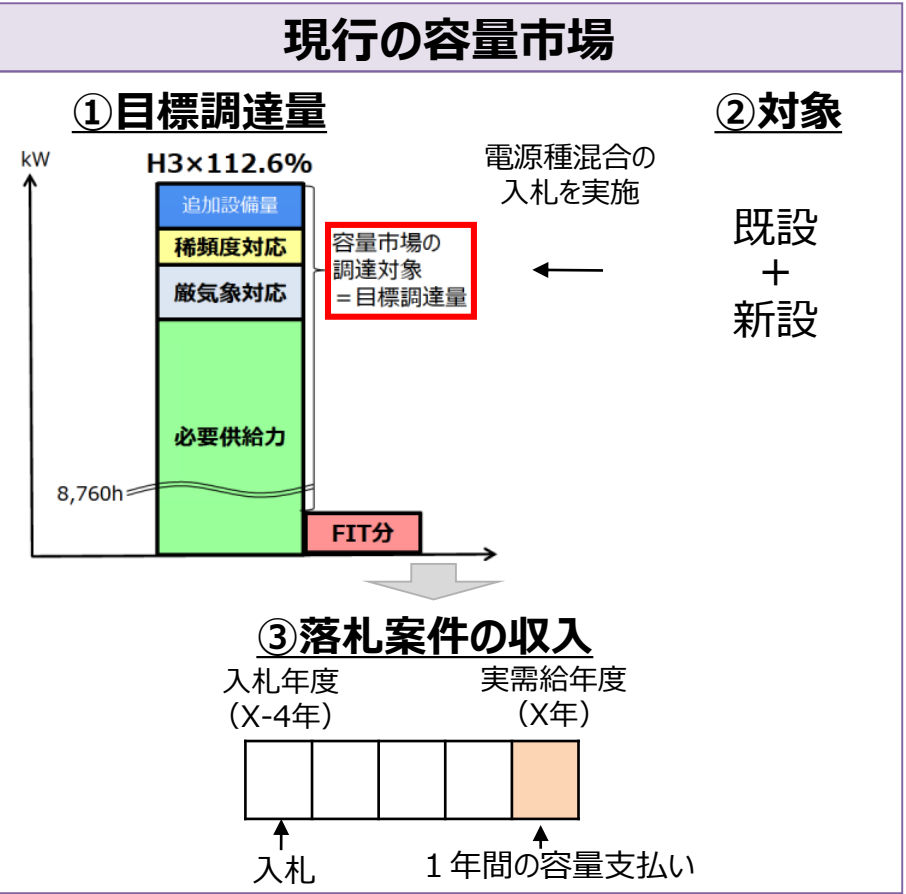 現行の容量市場
①目標調達量
kW
H3×112.6%
追加設備量
稀頻度対応
厳気象対応
必要供給力
8,760h
FIT分
容量市場の
調達対象
＝目標調達量
電源種混合の
入札を実施
②対象
既設
＋
新設
③落札案件の収入
入札年度
（X-4年）
実需給年度
（X年）
入札
１年間の容量支払い